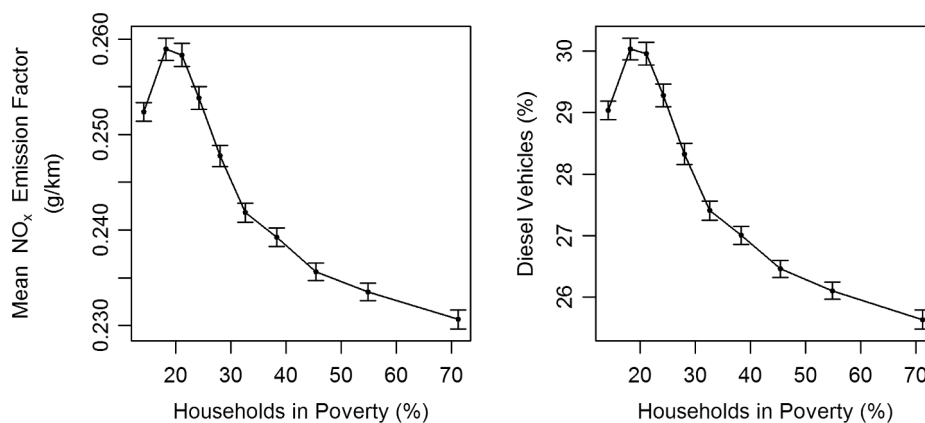 Mean NOx Emission Factor
(g/km)
0.260
0.250
0.240
0.230
20 30 40 50 60 70
Households in Poverty (%)
Diesel Vehicles (%)
30
29
28
27
26
20 30 40 50 60 70
Households in Poverty (%)